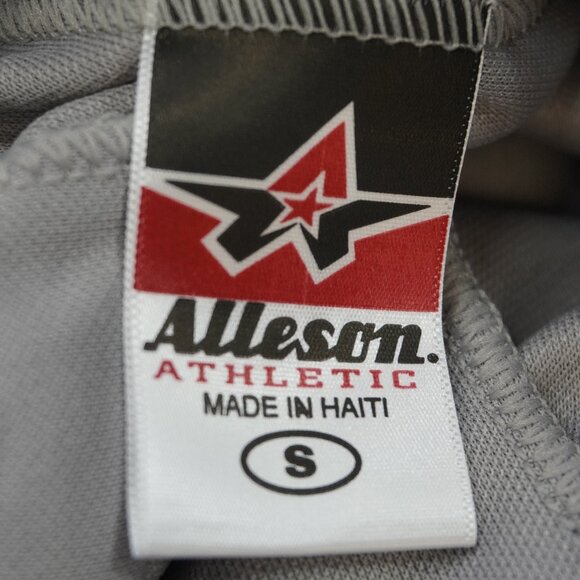 Alleson.
ATHLETIC
MADE IN HAITI
S